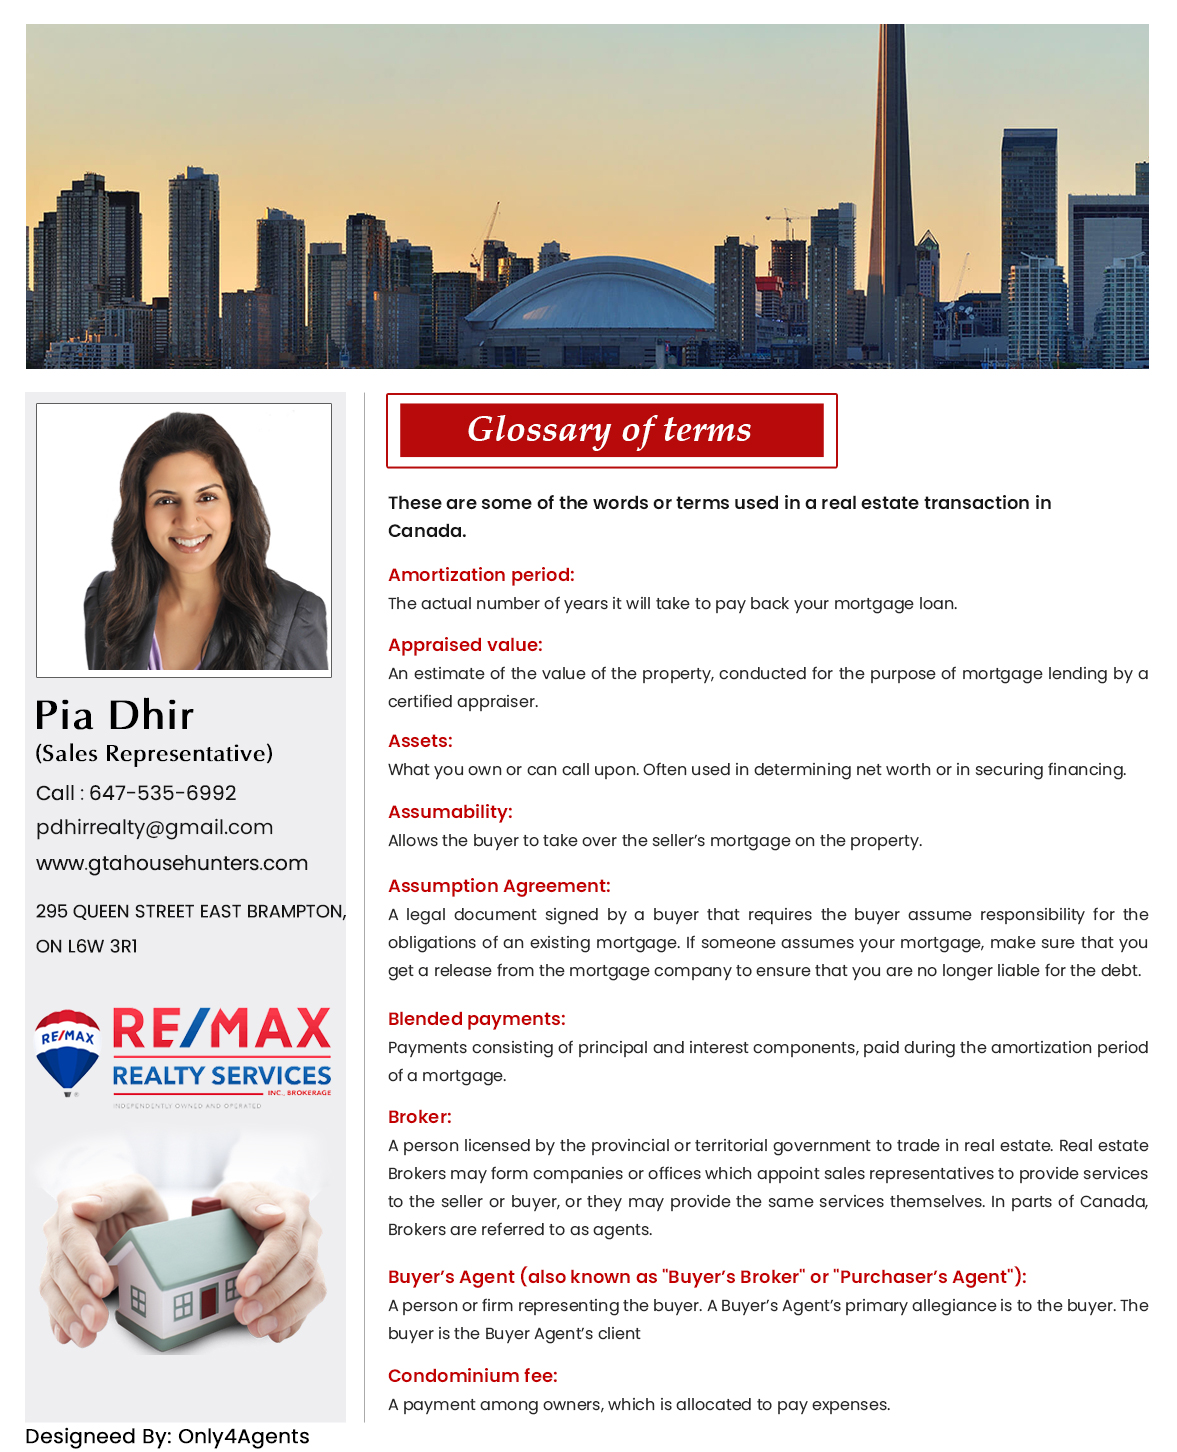 Glossary of terms
These are some of the words or terms used in a real estate transaction in
Canada.
Amortization period:
The actual number of years it will take to pay back your mortgage loan.
Appraised value:
An estimate of the value of the property, conducted for the purpose of mortgage lending by a
certified appraiser.
Assets:
What you own or can call upon. Often used in determining net worth or in securing financing.
Assumability:
Allows the buyer to take over the seller’s mortgage on the property.
Assumption Agreement:
A legal document signed by a buyer that requires the buyer assume responsibility for the
obligations of an existing mortgage. If someone assumes your mortgage, make sure that you
get a release from the mortgage company to ensure that you are no longer liable for the debt.
Blended payments:
Payments consisting of principal and interest components, paid during the amortization period
of a mortgage.
Broker:
A person licensed by the provincial or territorial government to trade in real estate. Real estate
Brokers may form companies or offices which appoint sales representatives to provide services
to the seller or buyer, or they may provide the same services themselves. In parts of Canada,
Brokers are referred to as agents.
Buyer’s Agent (also known as "Buyer’s Broker" or "Purchaser’s Agent"):
A person or firm representing the buyer. A Buyer’s Agent’s primary allegiance is to the buyer. The
buyer is the Buyer Agent’s client
Condominium fee:
A payment among owners, which is allocated to pay expenses.
Pia Dhir
(Sales Representative)
Call : 647-535-6992
pdhirrealty@gmail.com
www.gtahousehunters.com
295 QUEEN STREET EAST BRAMPTON,
ON L6W 3R1
RE/MAX
RE/MAX
REALTY SERVICES
INC., BROKERAGE
INDEPENDENTLY OWNED AND OPERATED
Designeed By: Only4Agents